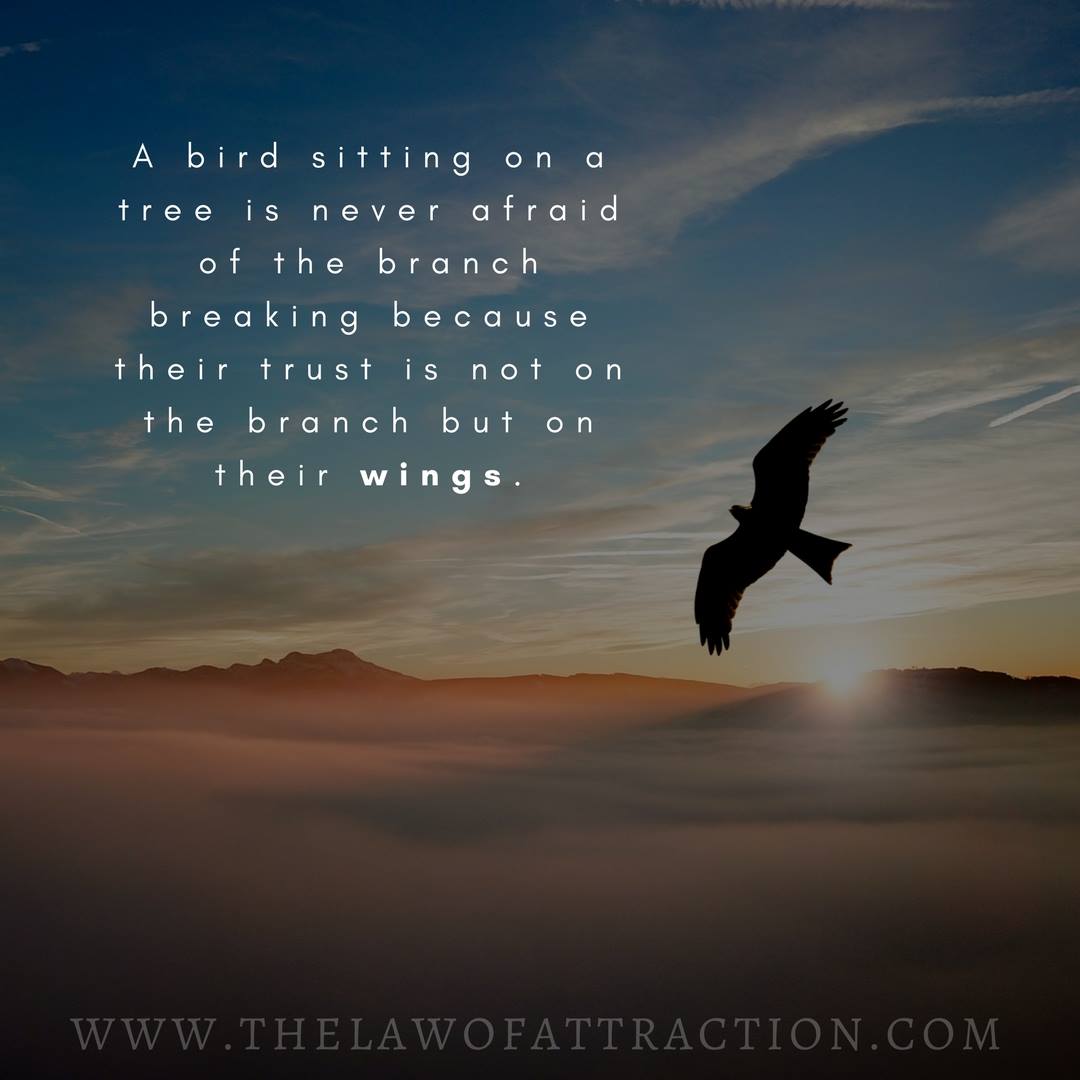 A bird sitting on a
tree is never afraid
of the branch
breaking because
their trust is not on
the branch but on
their wings.
WWW.THELAWOFATTRACTION.COM